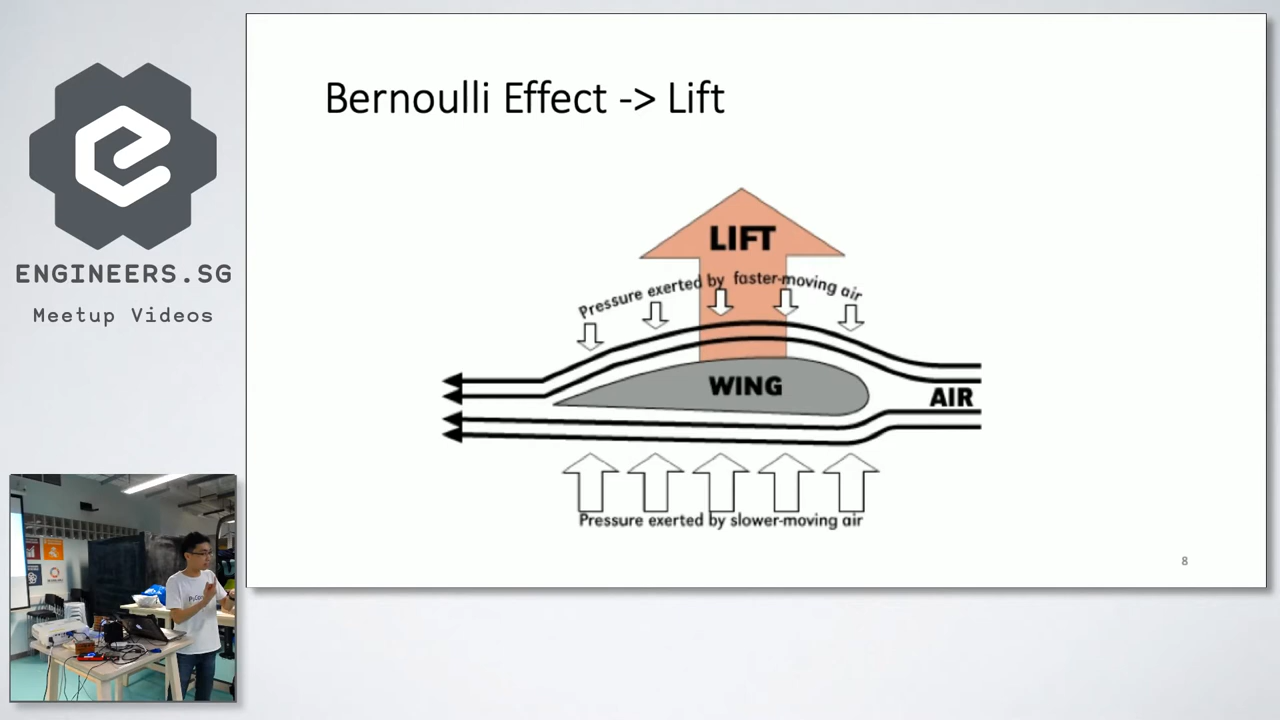 ENGINEERS.SG
Meetup Videos
Bernoulli Effect -> Lift
LIFT
Pressure exerted by faster-moving air
WING
AIR
Pressure exerted by slower-moving air
8